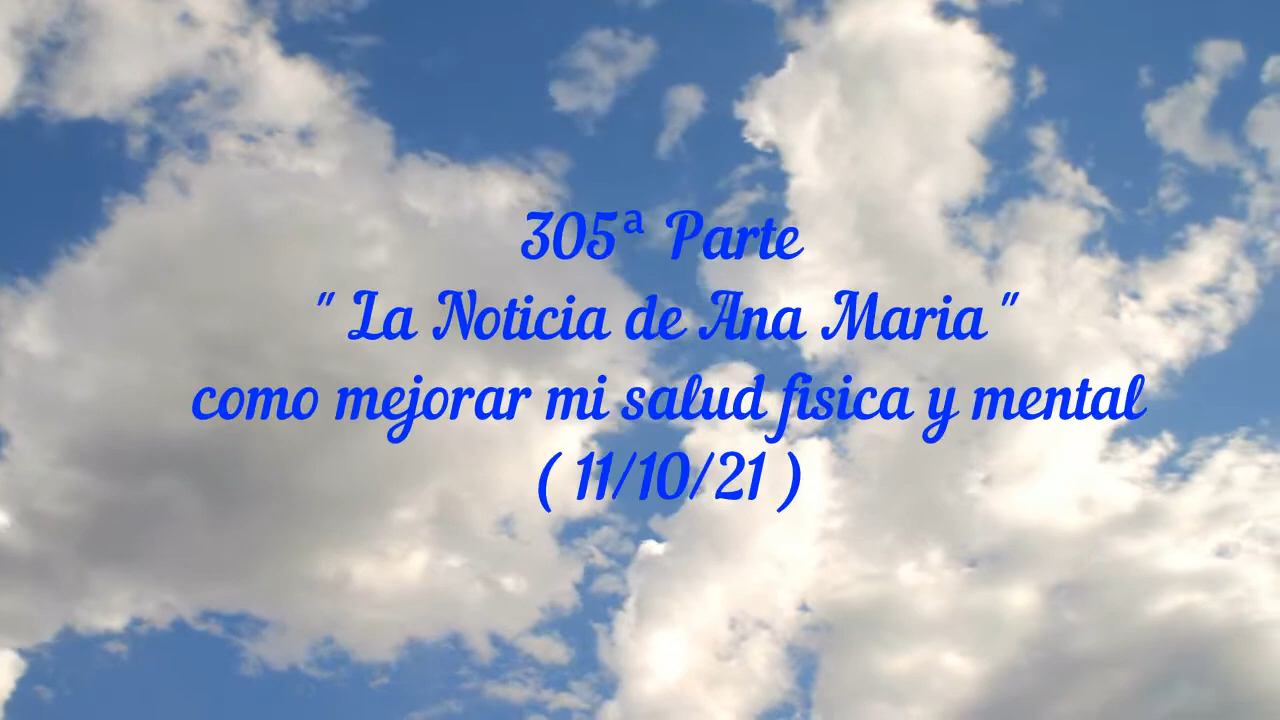 305ª Parte
" La Noticia de Ana Maria "
como mejorar mi salud fisica y mental
( 11/10/21 )